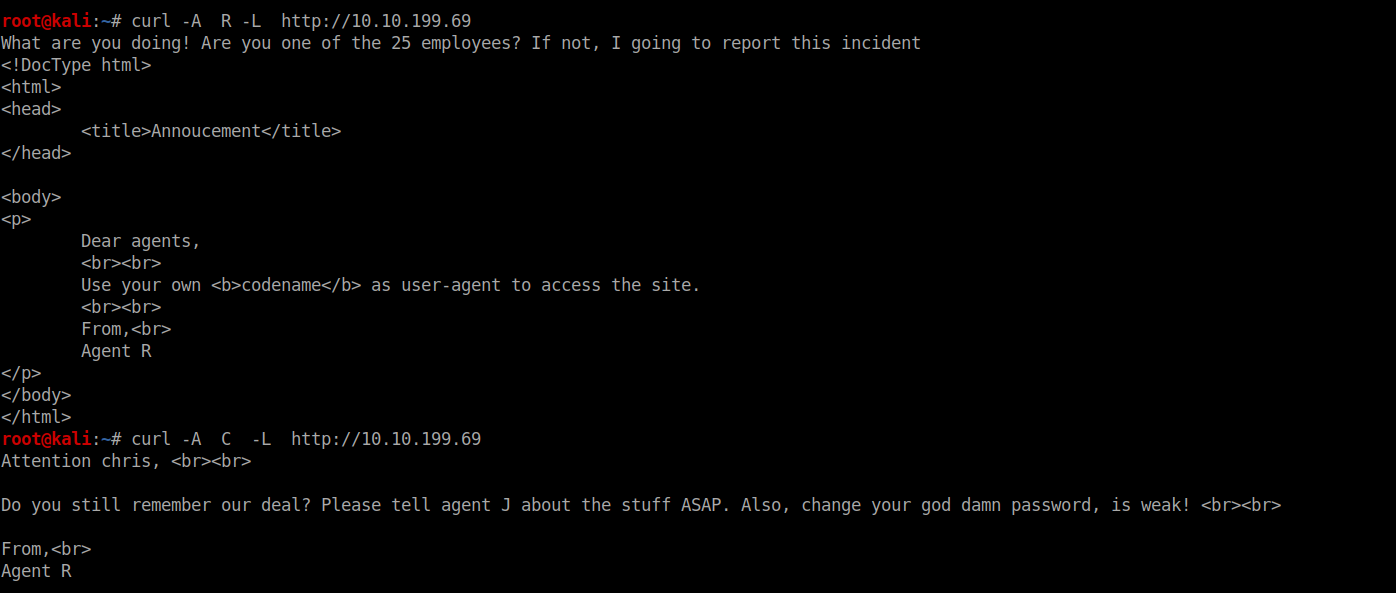 root@kali:~# curl -A  R -L  http://10.10.199.69
What are you doing! Are you one of the 25 employees? If not, I going to report this incident
<!DocType html>
<html>
<head>
        <title>Annoucement</title>
</head>

<body>
<p>
        Dear agents,
        <br><br>
        Use your own <b>codename</b> as user-agent to access the site.
        <br><br>
        From,<br>
        Agent R
</p>
</body>
</html>
root@kali:~# curl -A  C  -L  http://10.10.199.69
Attention chris, <br><br>

Do you still remember our deal? Please tell agent J about the stuff ASAP. Also, change your god damn password, is weak! <br><br>

From,<br>
Agent R